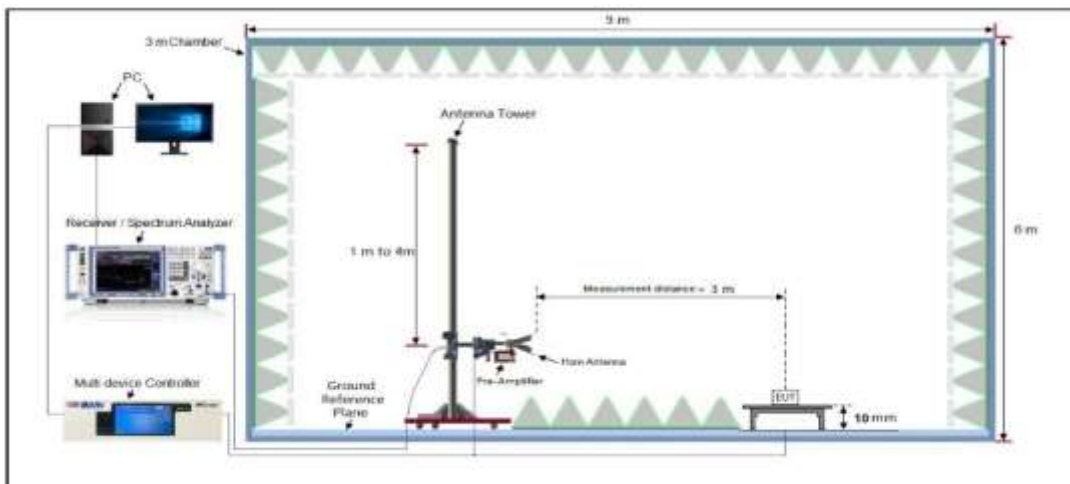 9 m
3 m Chamber
PC
Antenna Tower
Receiver / Spectrum Analyzer
1 m to 4m
6 m
Measurement distance = 3 m
Horn Antenna
Pre-Amplifier
Multi device Controller
Ground
Reference
Plane
EUT
10 mm